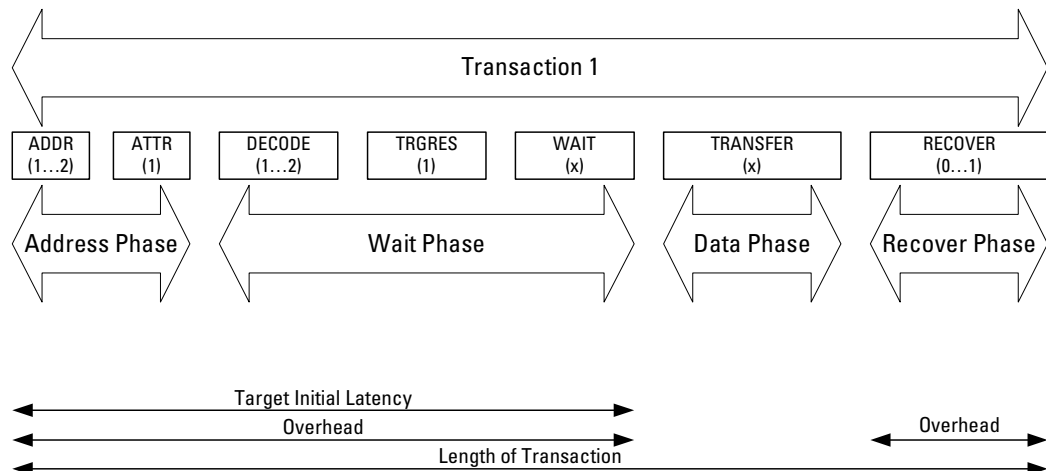 Transaction 1
ADDR
(1…2)
ATTR
(1)
DECODE
(1…2)
TRGRES
(1)
WAIT
(x)
TRANSFER
(x)
RECOVER
(0…1)
Address Phase
Wait Phase
Data Phase
Recover Phase
Target Initial Latency
Overhead
Overhead
Length of Transaction